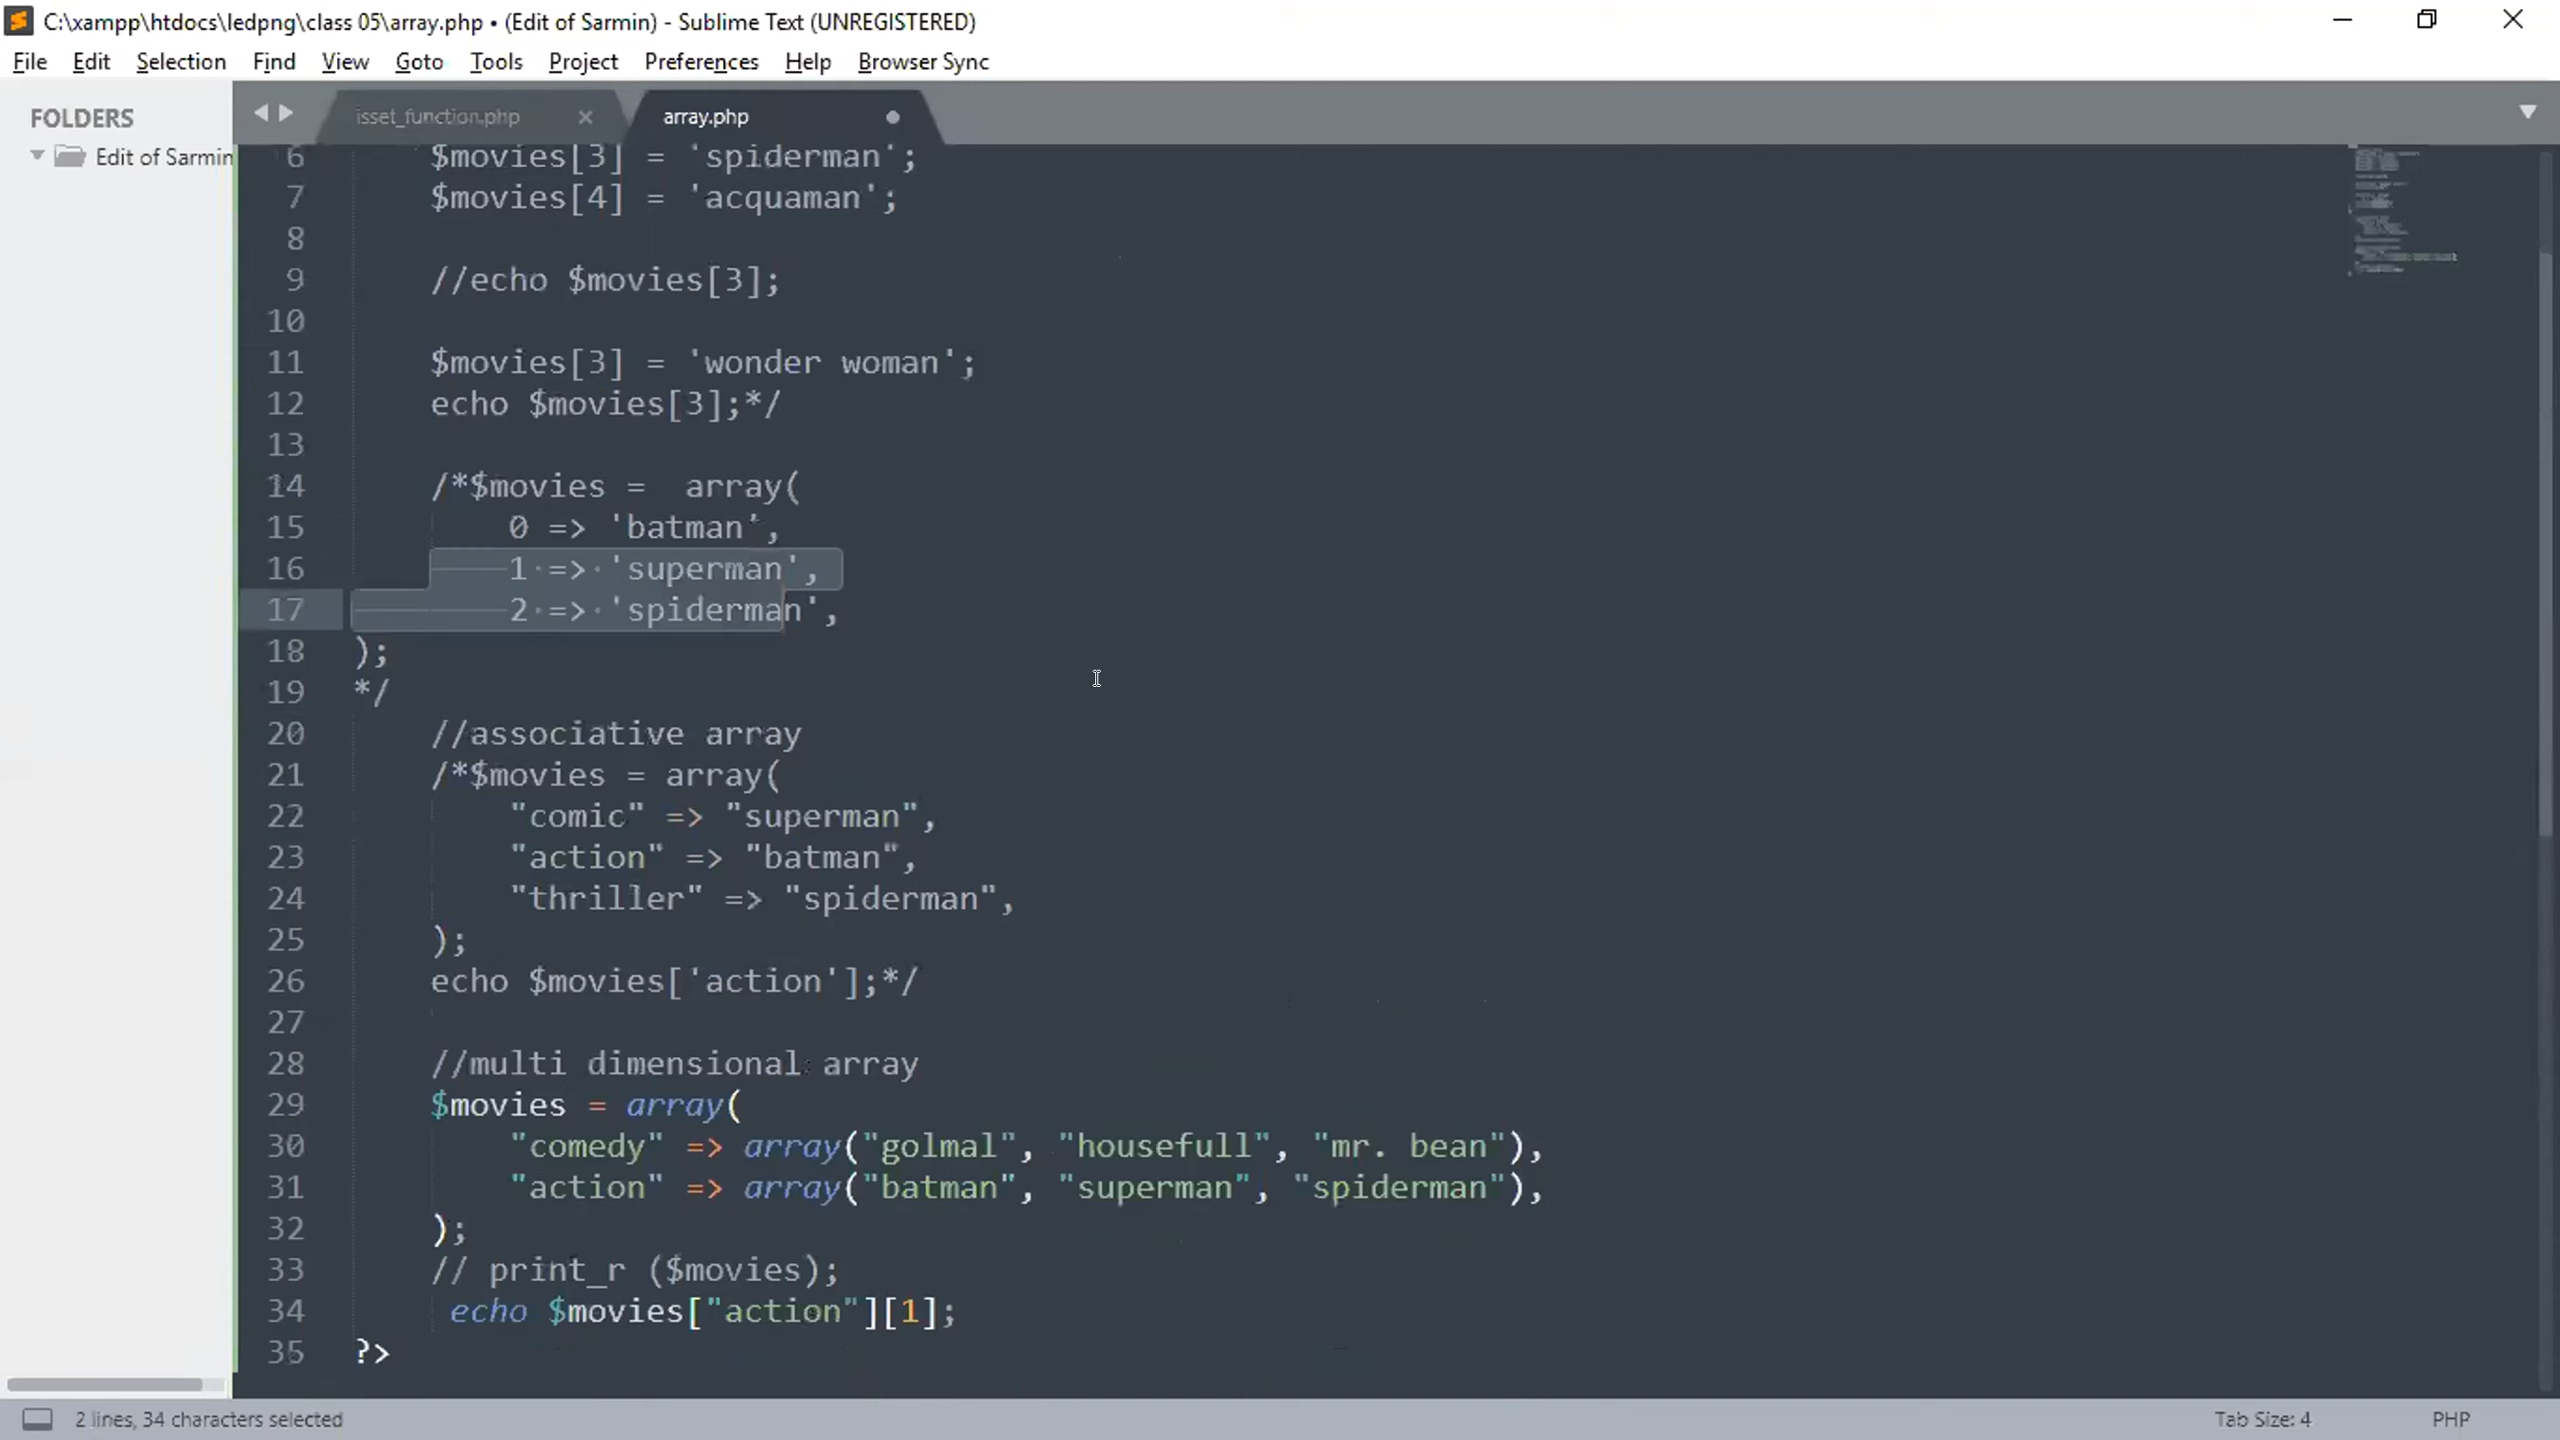 C:\xampp\htdocs\ledpng\class 05\array.php • (Edit of Sarmin) - Sublime Text (UNREGISTERED)
File Edit Selection Find View Goto Tools Project Preferences Help Browser Sync
FOLDERS
Edit of Sarmin
isset_function.php
array.php
6 $movies[3] = 'spiderman';
7 $movies[4] = 'acquaman';
8
9 //echo $movies[3];
10
11 $movies[3] = 'wonder woman';
12 echo $movies[3];*/
13
14 /*$movies =  array(
15 0 => 'batman',
16 1 => 'superman',
17 2 => 'spiderman',
18 );
19 */
20 //associative array
21 /*$movies = array(
22 "comic" => "superman",
23 "action" => "batman",
24 "thriller" => "spiderman",
25 );
26 echo $movies['action'];*/
27
28 //multi dimensional array
29 $movies = array(
30 "comedy" => array("golmal", "housefull", "mr. bean"),
31 "action" => array("batman", "superman", "spiderman"),
32 );
33 // print_r ($movies);
34 echo $movies["action"][1];
35 ?>
2 lines, 34 characters selected
Tab Size: 4
PHP